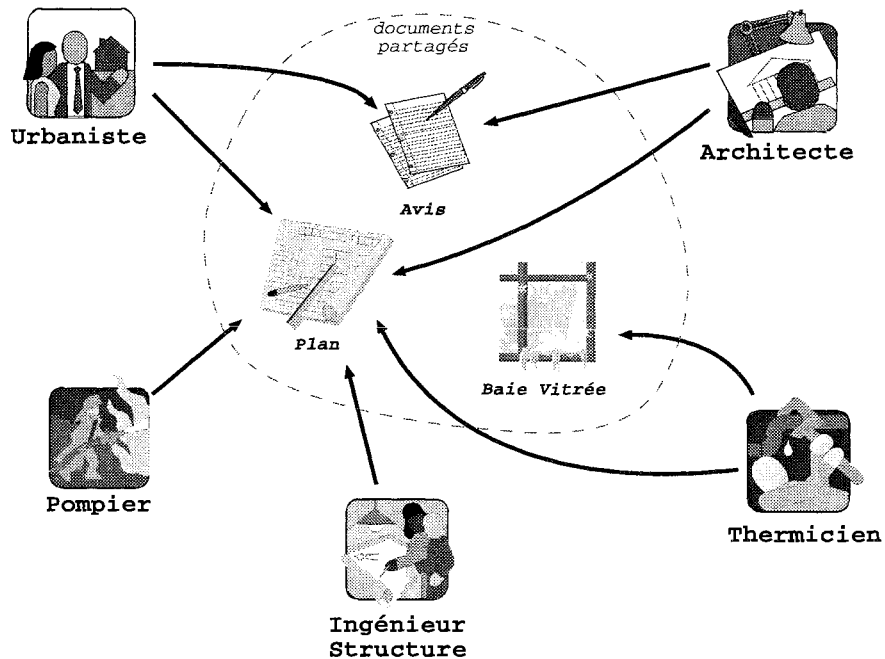 documents
partagés
Urbaniste
Architecte
Avis
Plan
Baie Vitrée
Pompier
Thermicien
Ingénieur
Structure